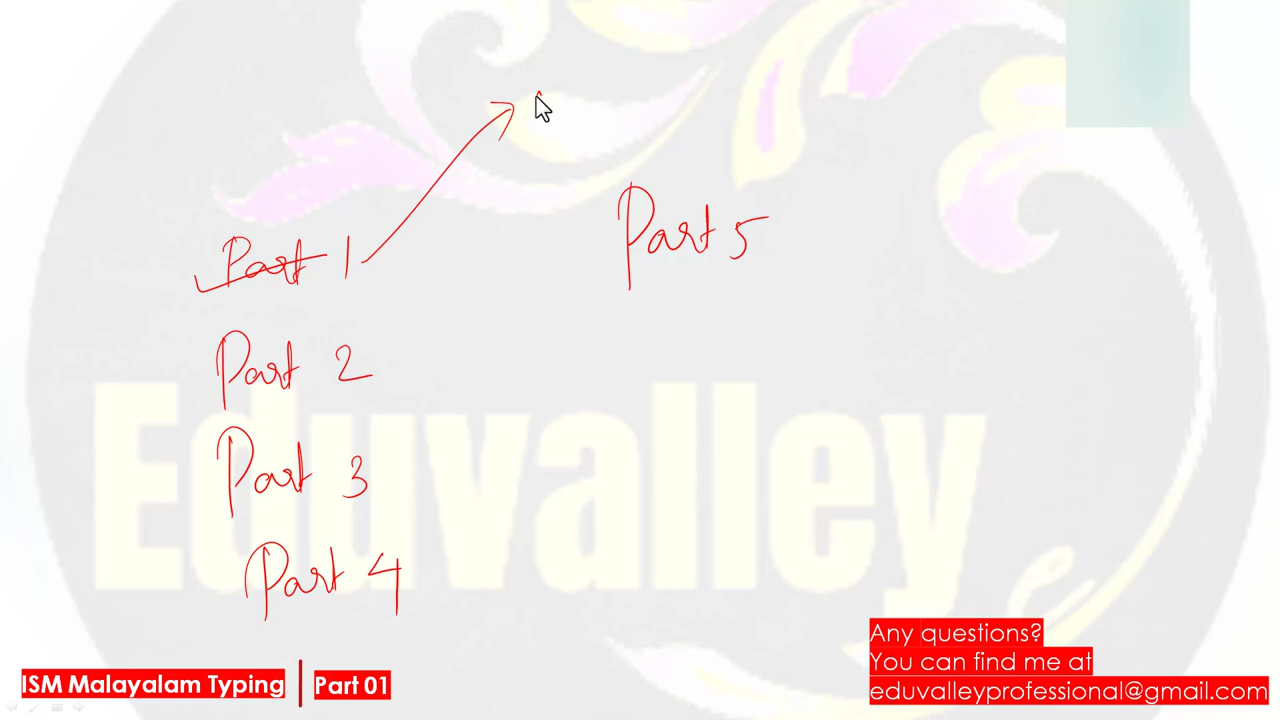 Part 1
Part 5
Part 2
Part 3
Part 4
Eduvalley
ISM Malayalam Typing
Part 01
Any questions?
You can find me at
eduvalleyprofessional@gmail.com